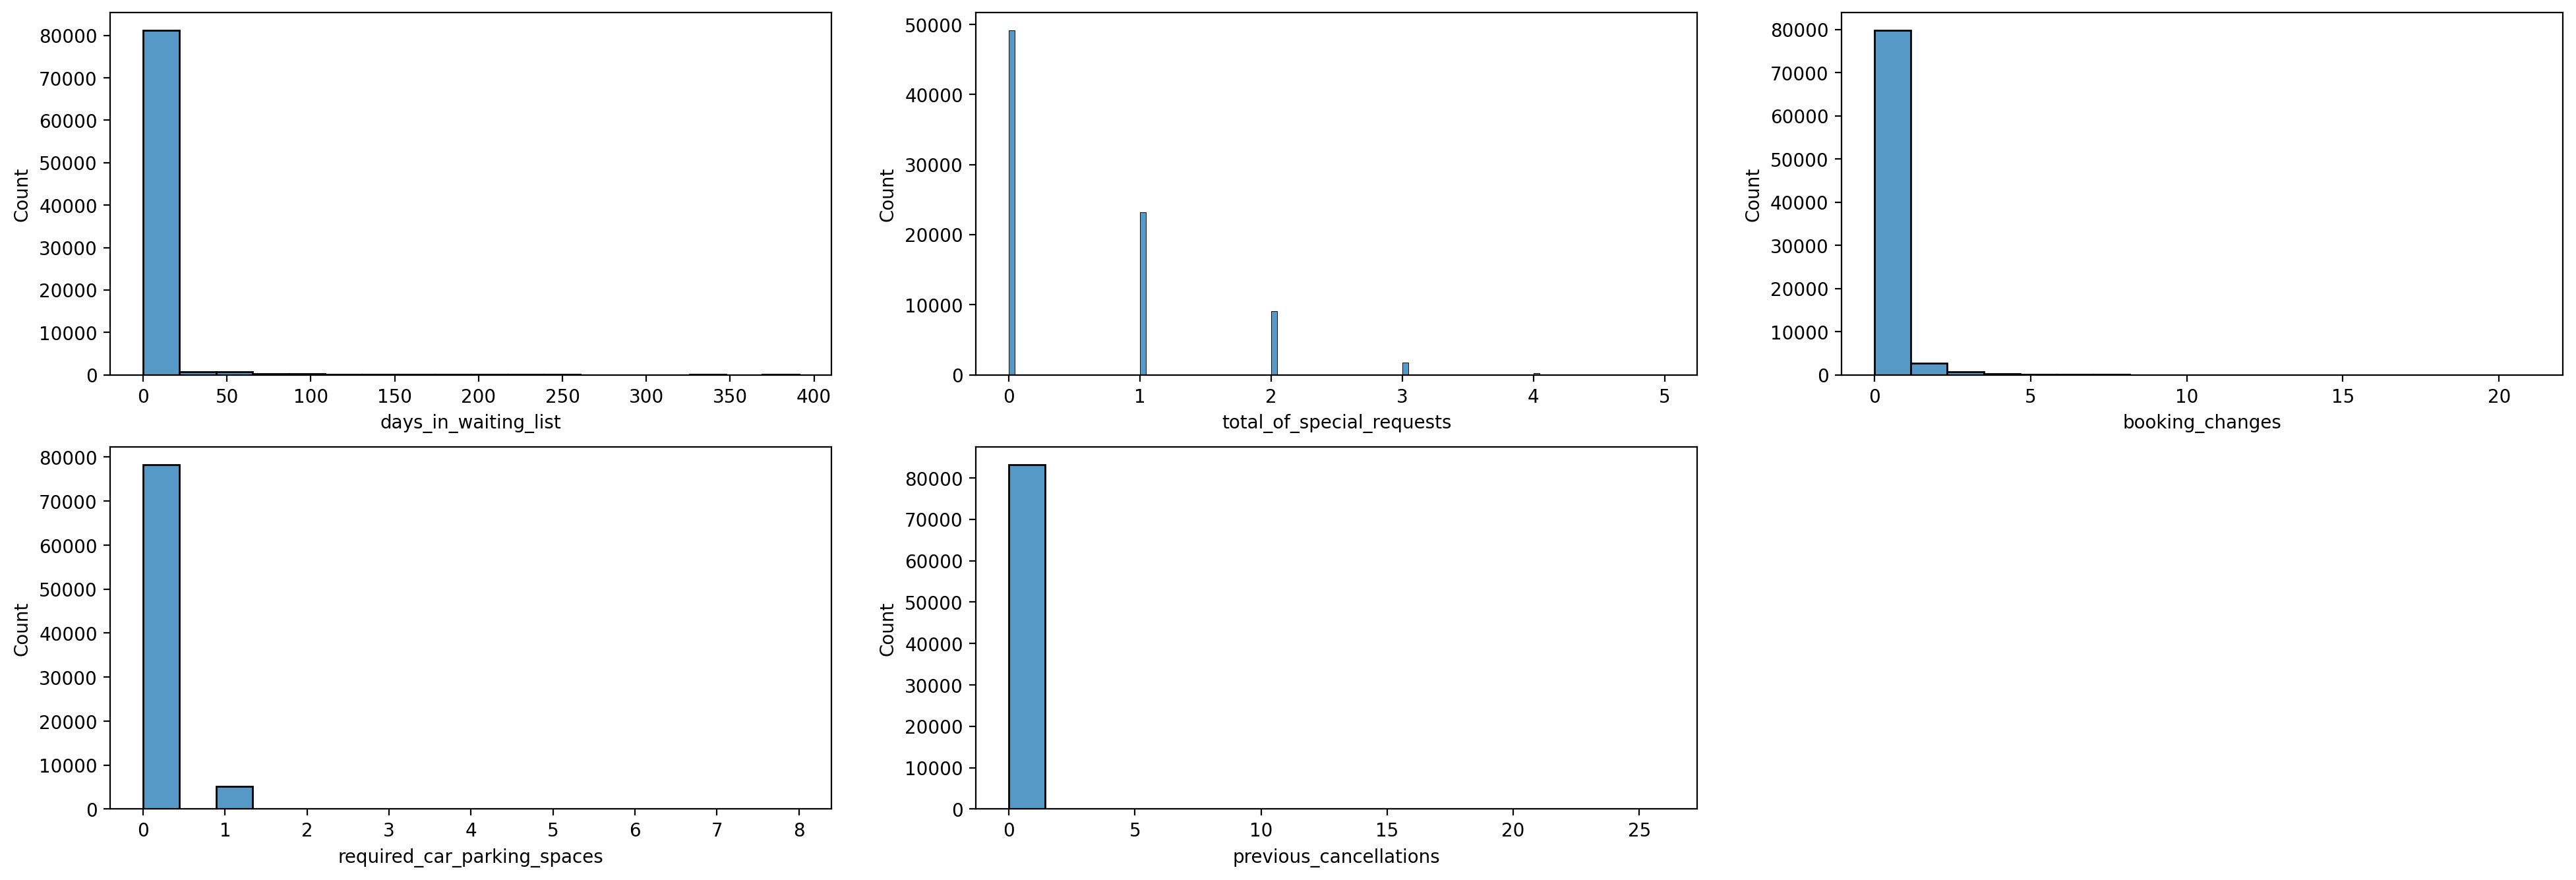 80000
70000
60000
50000
40000
30000
20000
10000
0
Count
0 50 100 150 200 250 300 350 400
days_in_waiting_list
50000
40000
30000
20000
10000
0
Count
0 1 2 3 4 5
total_of_special_requests
80000
70000
60000
50000
40000
30000
20000
10000
0
Count
0 5 10 15 20
booking_changes
80000
70000
60000
50000
40000
30000
20000
10000
0
Count
0 1 2 3 4 5 6 7 8
required_car_parking_spaces
80000
70000
60000
50000
40000
30000
20000
10000
0
Count
0 5 10 15 20 25
previous_cancellations